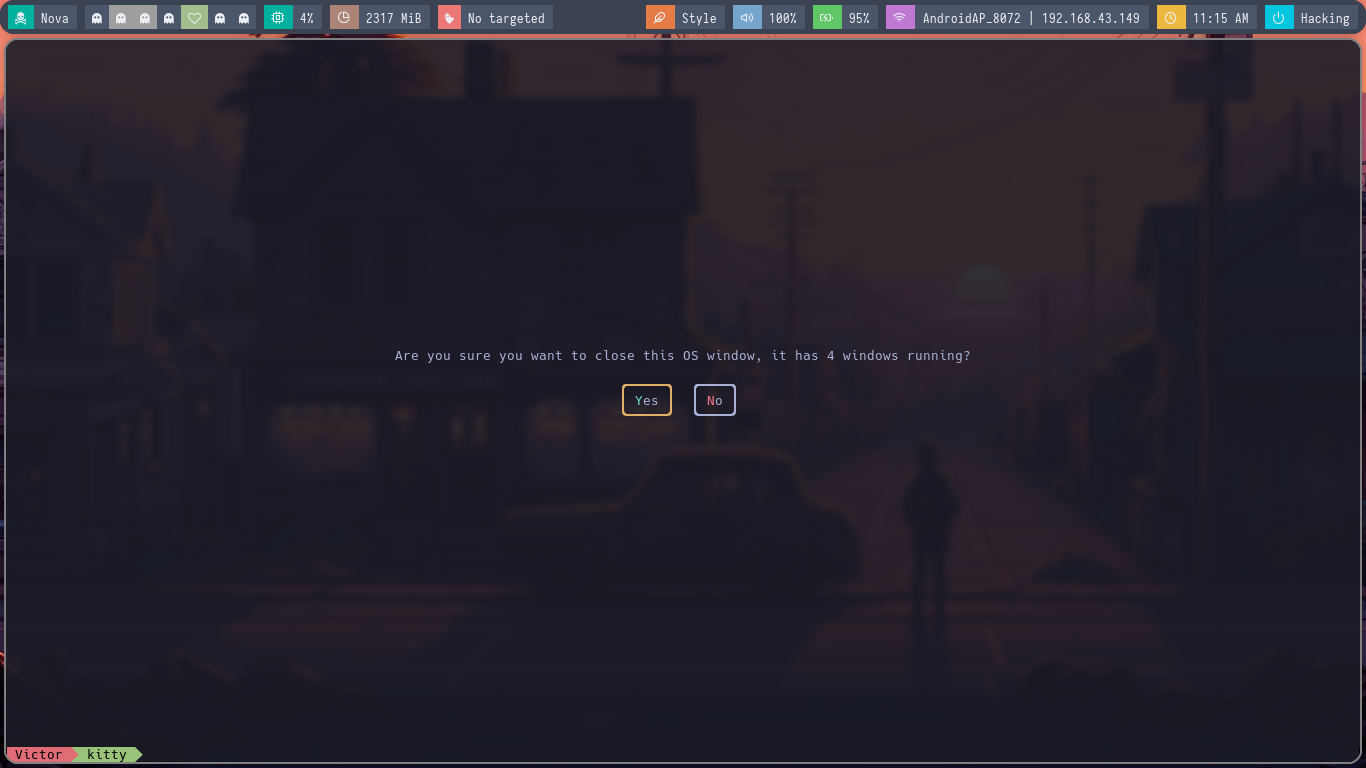 Nova 4% 2317 MiB No targeted Style 100% 95% AndroidAP_8072 | 192.168.43.149 11:15 AM Hacking
Are you sure you want to close this OS window, it has 4 windows running?
Yes No
Victor kitty